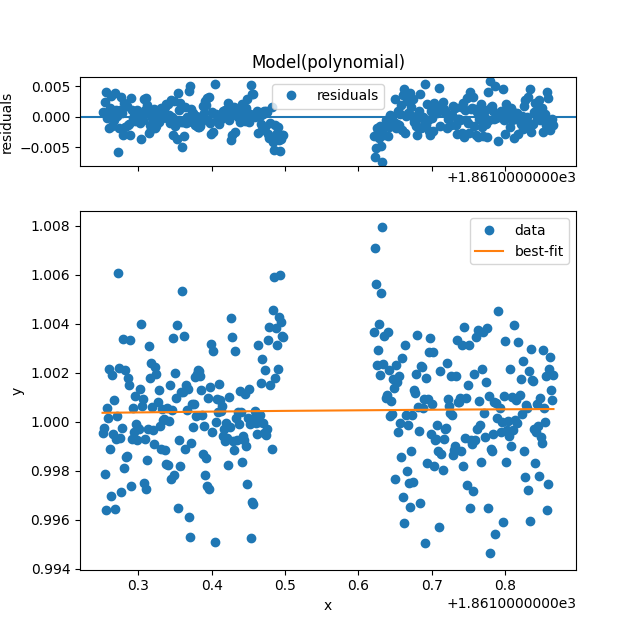 Model(polynomial)
0.005
0.000
−0.005
residuals
residuals
+1.8610000000e3
1.008
1.006
1.004
1.002
1.000
0.998
0.996
0.994
y
data
best-fit
0.3
0.4
0.5
0.6
0.7
0.8
x
+1.8610000000e3